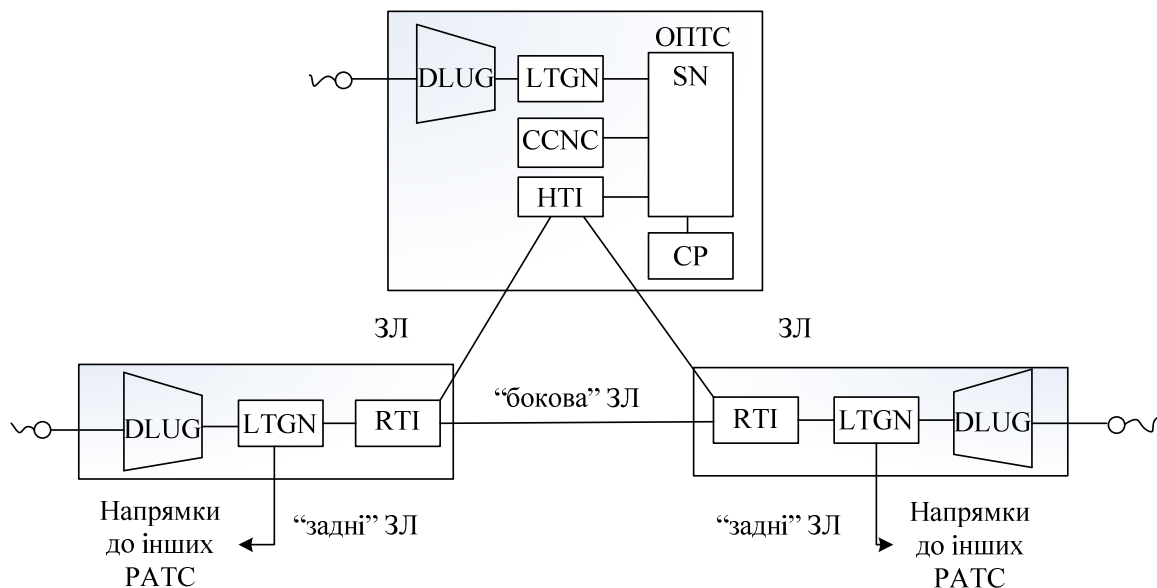 ОПТС
DLUG
LTGN
SN
CCNC
HTI
CP
ЗЛ
ЗЛ
“бокова” ЗЛ
DLUG
LTGN
RTI
RTI
LTGN
DLUG
Напрямки
до інших
РАТС
“задні” ЗЛ
“задні” ЗЛ
Напрямки
до інших
РАТС